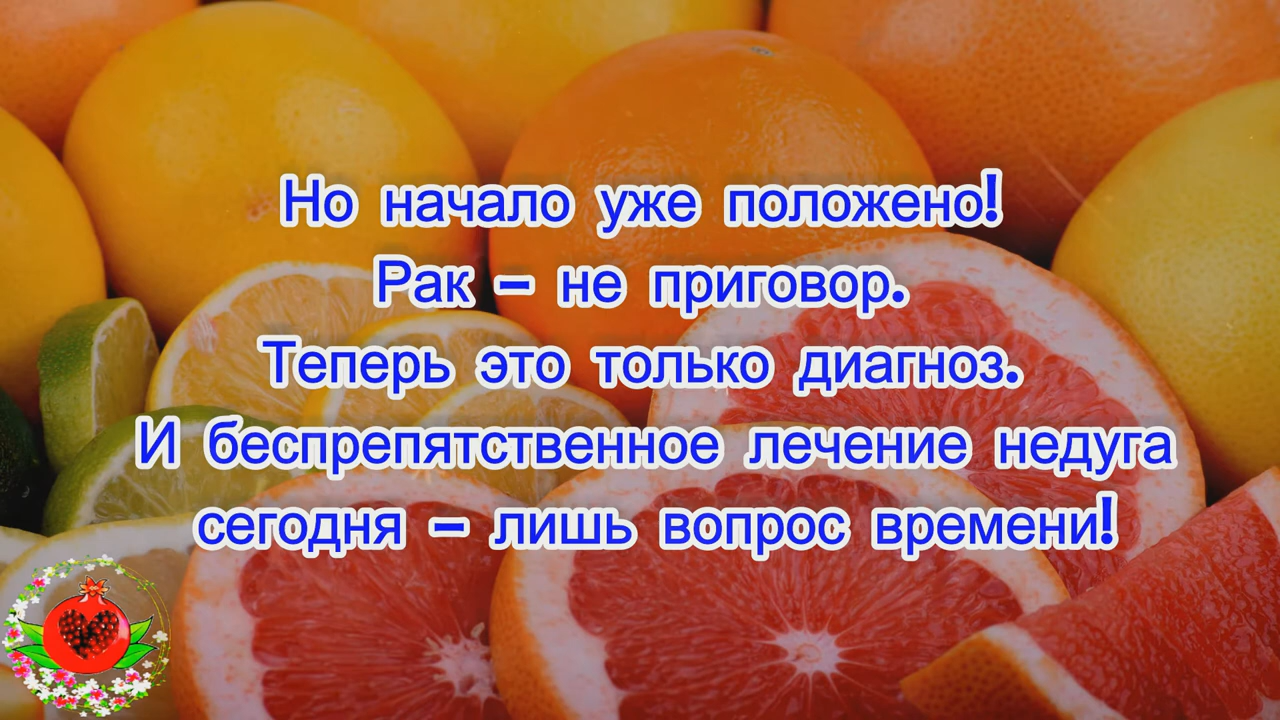 Но начало уже положено!
Рак – не приговор.
Теперь это только диагноз.
И беспрепятственное лечение недуга
сегодня – лишь вопрос времени!